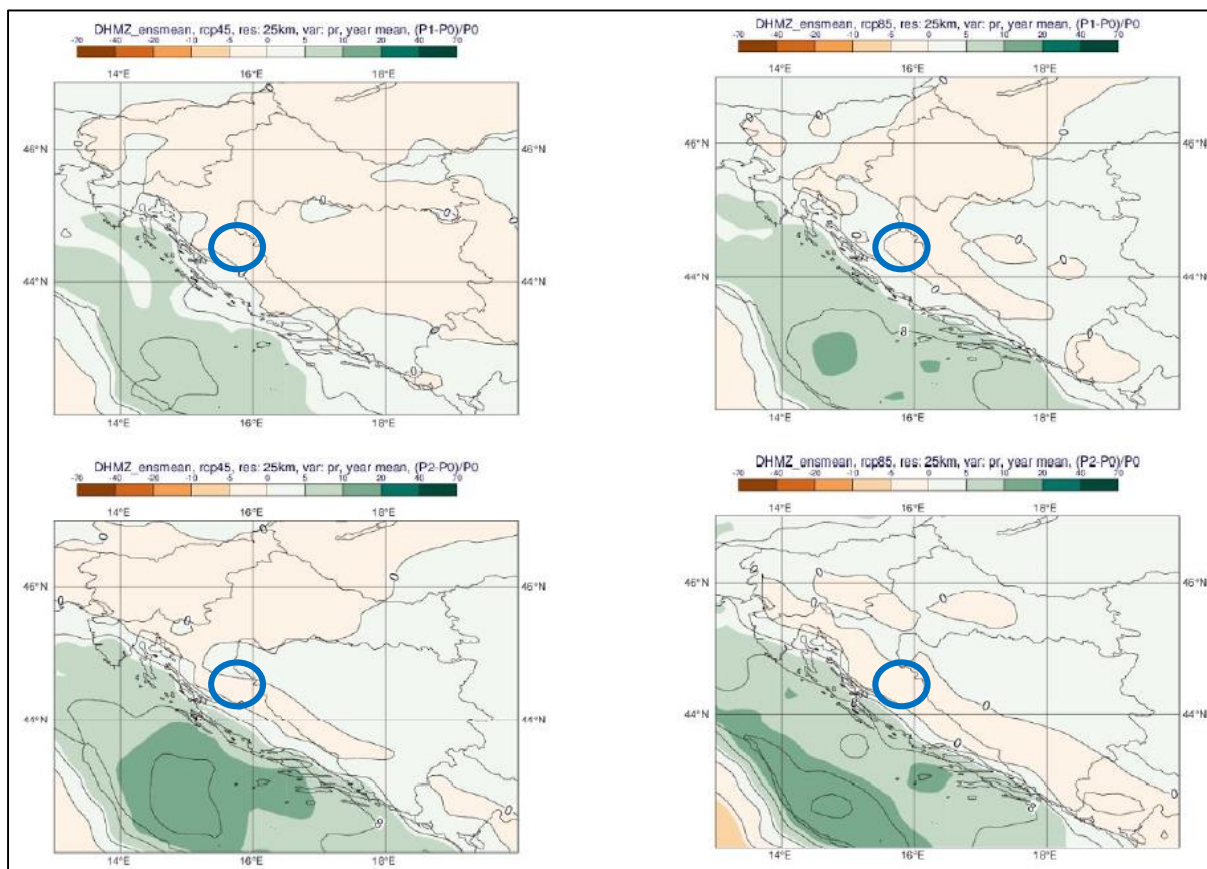 DHMZ_ensmean, rcp45, res: 25km, var: pr, year mean, (P1-P0)/P0
-70 -40 -20 -10 -5 0 5 10 20 40 70
14°E 16°E 18°E
46°N 46°N
44°N 44°N
14°E 16°E 18°E
DHMZ_ensmean, rcp85, res: 25km, var: pr, year mean, (P1-P0)/P0
-70 -40 -20 -10 -5 0 5 10 20 40 70
14°E 16°E 18°E
46°N 46°N
44°N 44°N
8
14°E 16°E 18°E
DHMZ_ensmean, rcp45, res: 25km, var: pr, year mean, (P2-P0)/P0
-70 -40 -20 -10 -5 0 5 10 20 40 70
14°E 16°E 18°E
46°N 46°N
44°N 44°N
8
14°E 16°E 18°E
DHMZ_ensmean, rcp85, res: 25km, var: pr, year mean, (P2-P0)/P0
-70 -40 -20 -10 -5 0 5 10 20 40 70
14°E 16°E 18°E
46°N 46°N
44°N 44°N
8
14°E 16°E 18°E